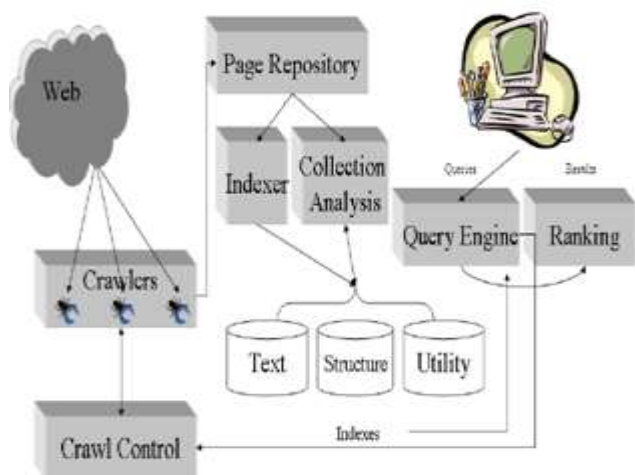 Page Repository
Web
Indexer
Collection
Analysis
Queries
Results
Query Engine
Ranking
Crawlers
Text
Structure
Utility
Indexes
Crawl Control